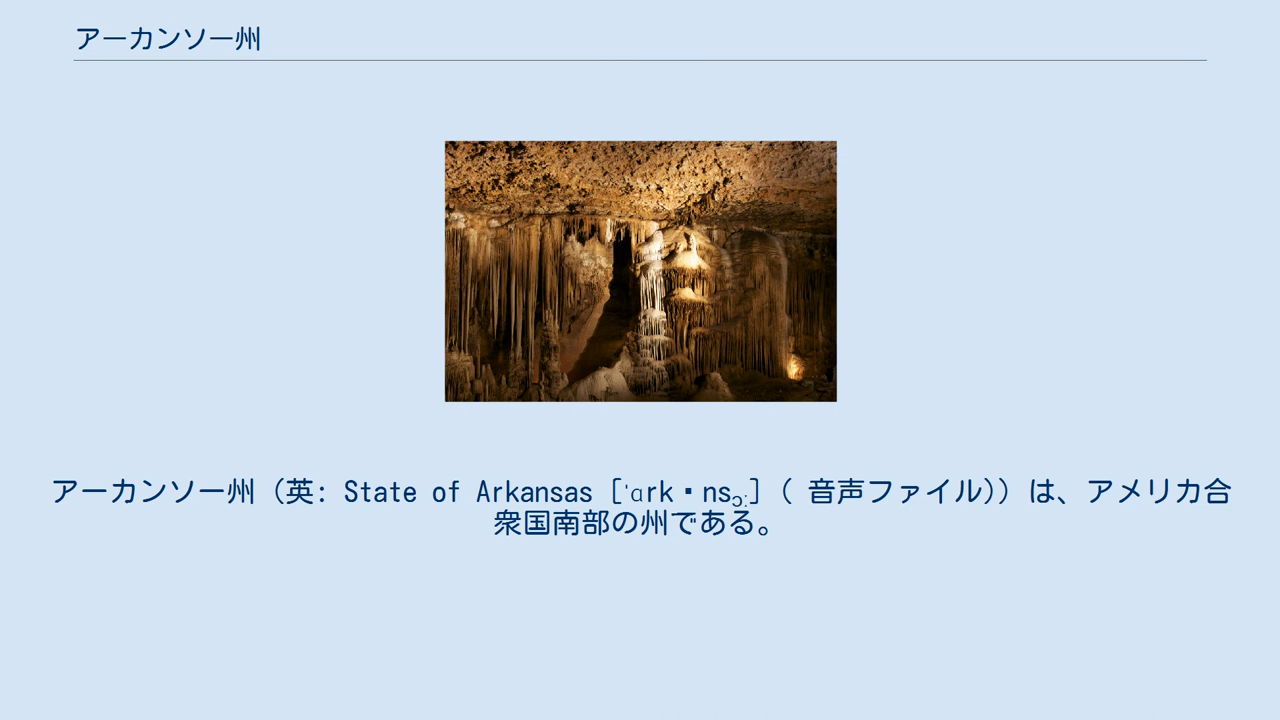 アーカンソー州
アーカンソー州（英: State of Arkansas [ˈɑrk▪nsɔː]（ 音声ファイル)）は、アメリカ合
衆国南部の州である。